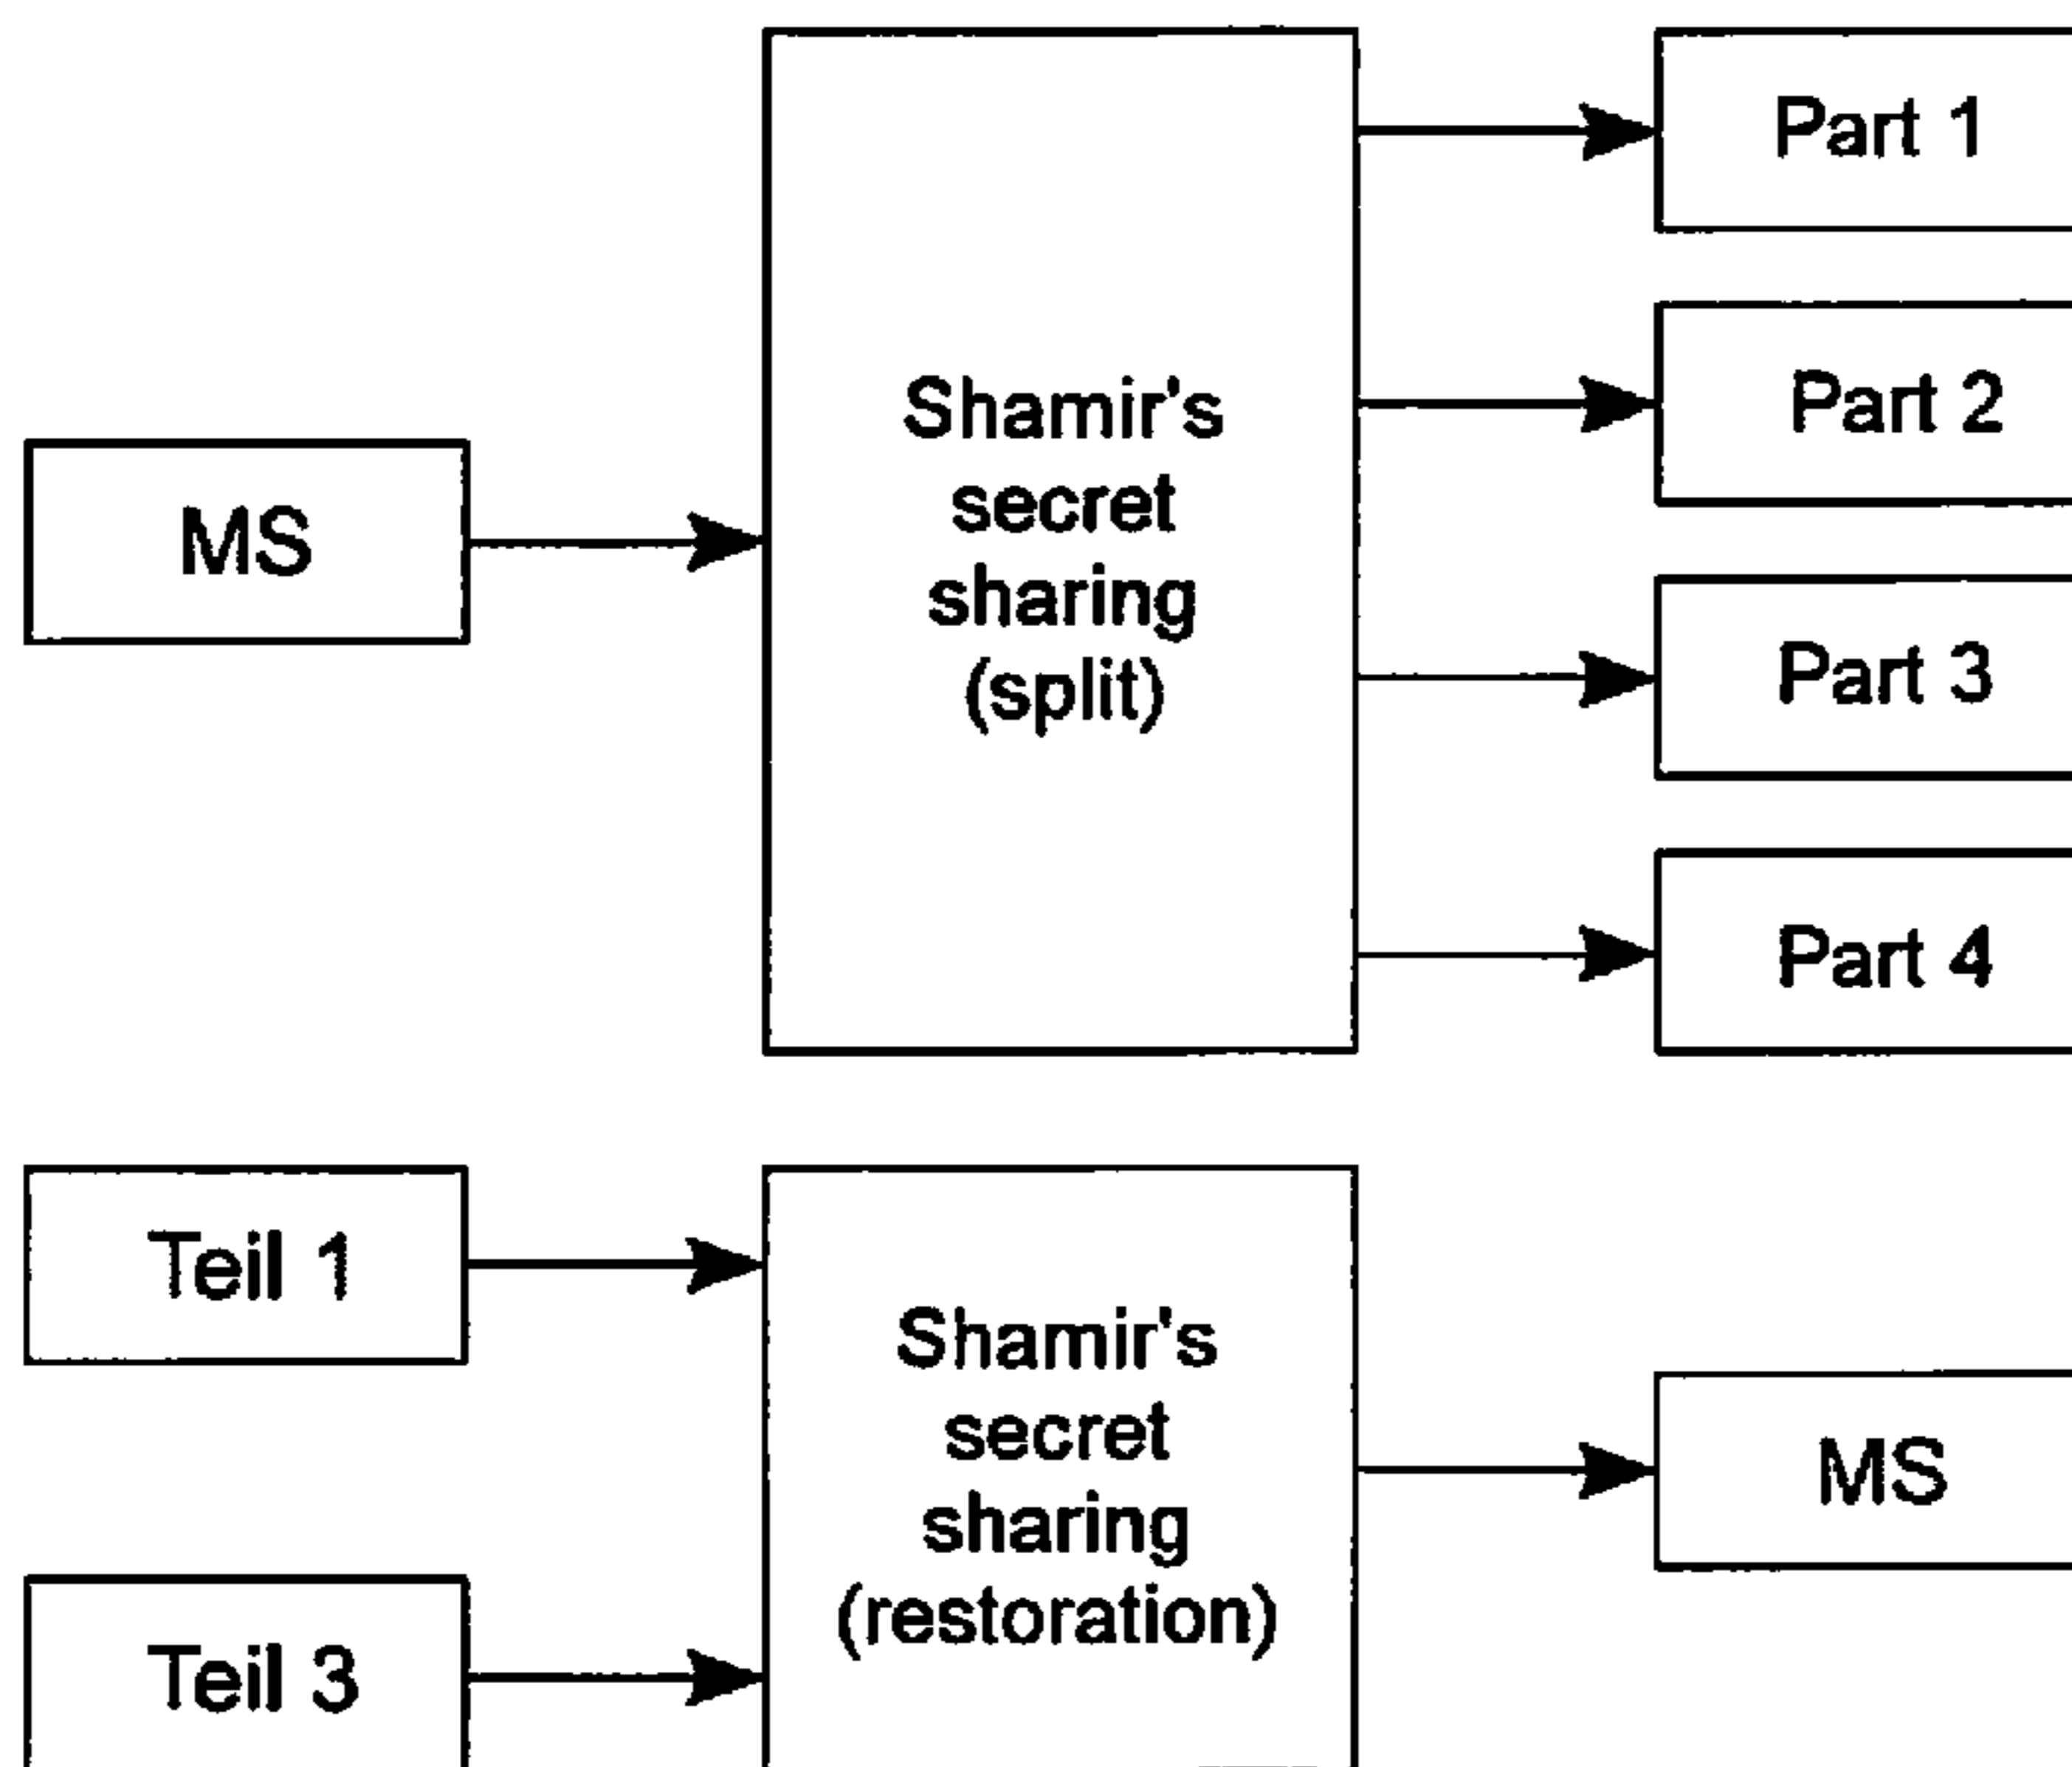 MS
Shamir's
secret
sharing
(split)
Part 1
Part 2
Part 3
Part 4
Teil 1
Teil 3
Shamir's
secret
sharing
(restoration)
MS